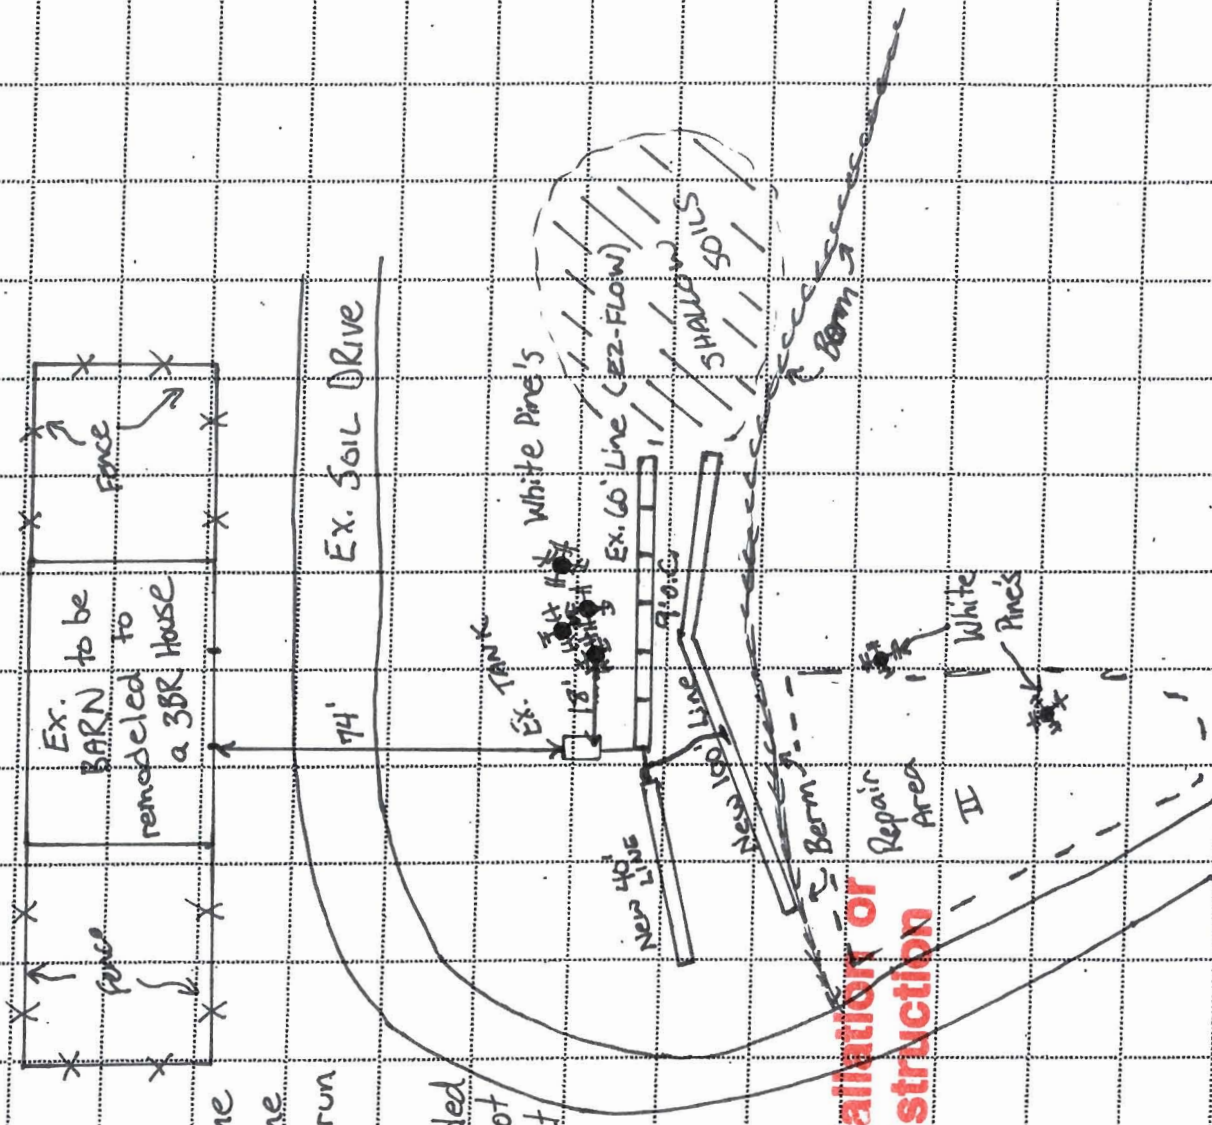 Fence
Ex.
BARN to be
remodeled to
a 3BR House
Fence
Ex. SOIL DRIVE
74'
White Pine's
Ex. TANK
18'
Ex. 60' Line (EZ-FLOW)
9' O.C.
SHALLOW
SOILS
New 40'
LINE
New 100' Line
Berm
Berm
Repair
Area
II
White
Pine's
run
allation or
struction